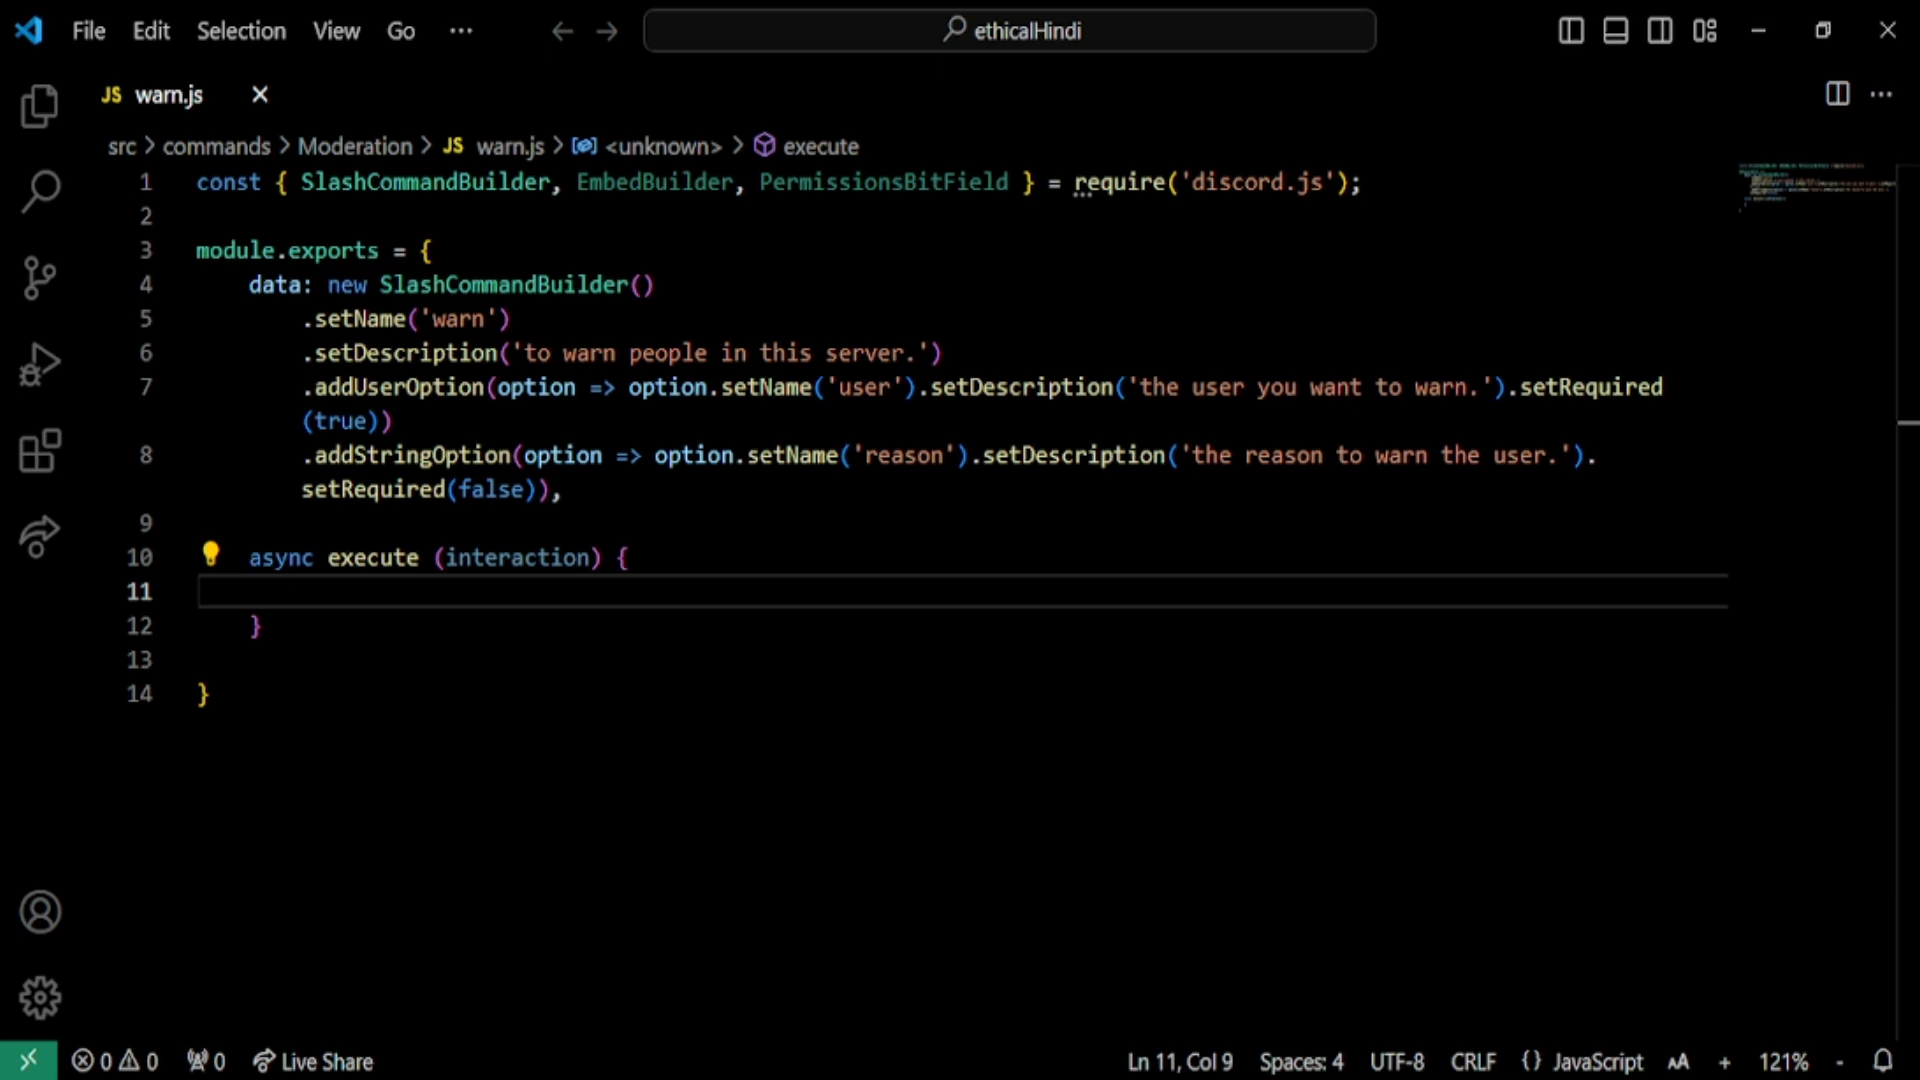 File Edit Selection View Go ··· ethicalHindi
JS warn.js
src > commands > Moderation > JS warn.js > <unknown> > execute
1 const { SlashCommandBuilder, EmbedBuilder, PermissionsBitField } = require('discord.js');
2
3 module.exports = {
4 data: new SlashCommandBuilder()
5 .setName('warn')
6 .setDescription('to warn people in this server.')
7 .addUserOption(option => option.setName('user').setDescription('the user you want to warn.').setRequired
(true))
8 .addStringOption(option => option.setName('reason').setDescription('the reason to warn the user.').
setRequired(false)),
9
10 async execute (interaction) {
11
12 }
13
14 }
0 0 0 Live Share Ln 11, Col 9 Spaces: 4 UTF-8 CRLF {} JavaScript AA + 121% -